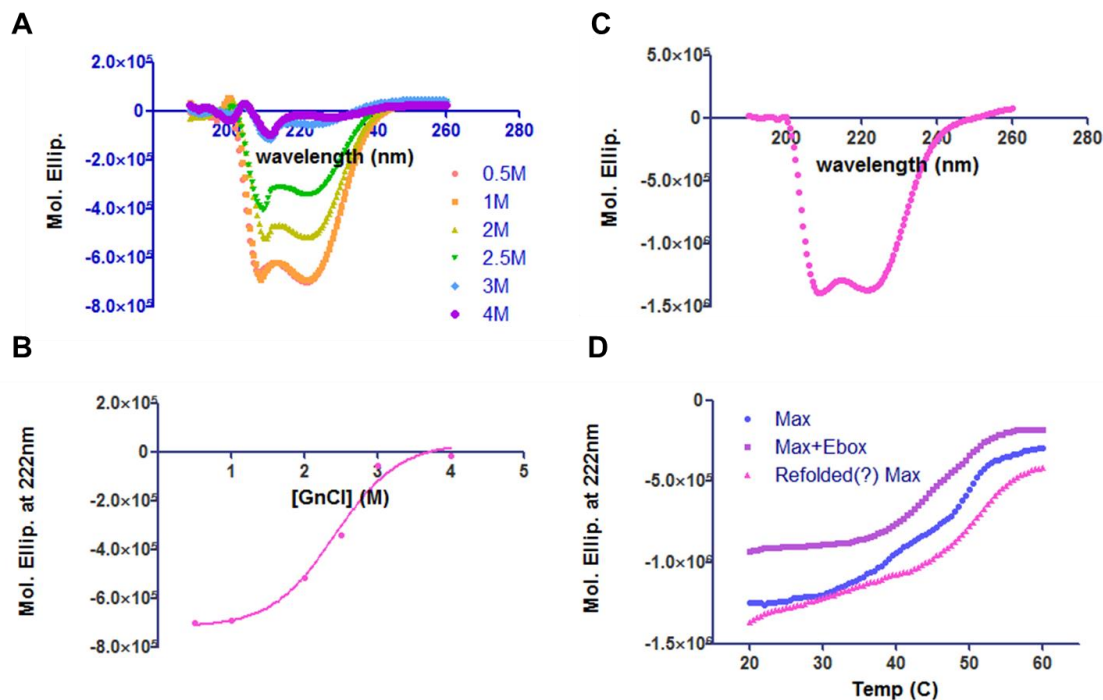 A
2.0×10⁵
0
-2.0×10⁵
-4.0×10⁵
-6.0×10⁵
-8.0×10⁵
Mol. Ellip.
200
220
240
260
280
wavelength (nm)
0.5M
1M
2M
2.5M
3M
4M
C
5.0×10⁵
0
-5.0×10⁵
-1.0×10⁶
-1.5×10⁶
Mol. Ellip.
200
220
240
260
280
wavelength (nm)
B
2.0×10⁵
0
-2.0×10⁵
-4.0×10⁵
-6.0×10⁵
-8.0×10⁵
Mol. Ellip. at 222nm
1
2
3
4
5
[GnCl] (M)
D
0
-5.0×10⁵
-1.0×10⁶
-1.5×10⁶
Mol. Ellip. at 222nm
Max
Max+Ebox
Refolded(?) Max
20
30
40
50
60
Temp (C)